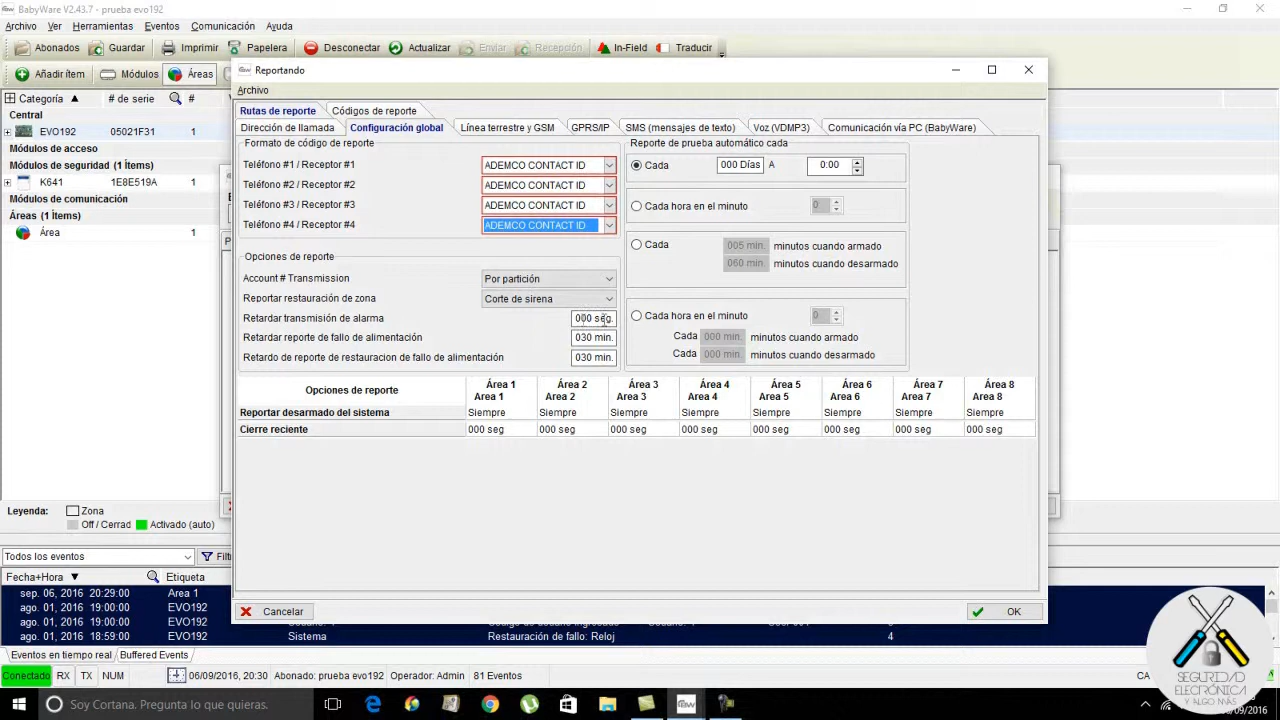 BabyWare V2.43.7 - prueba evo192
Archivo Ver Herramientas Eventos Comunicación Ayuda
Abonados Guardar Imprimir Papelera Desconectar Actualizar Enviar Recepción In-Field Traducir
Añadir ítem Módulos Áreas
Categoría # de serie #
Central
EVO192 05021F31 1
Módulos de acceso
Módulos de seguridad (1 Ítems)
K641 1E8E519A 1
Módulos de comunicación
Áreas (1 Ítems)
Área 1
Leyenda: Zona
Off / Cerrad Activado (auto)
Todos los eventos
Fecha+Hora Etiqueta
sep. 06, 2016 20:29:00 Area 1
ago. 01, 2016 19:00:00 EVO192
ago. 01, 2016 19:00:00 EVO192
ago. 01, 2016 18:59:00 EVO192 Sistema Restauración de fallo: Reloj 4
Eventos en tiempo real Buffered Events
Conectado RX TX NUM 06/09/2016, 20:30 Abonado: prueba evo192 Operador: Admin 81 Eventos
Reportando
Archivo
Rutas de reporte Códigos de reporte
Dirección de llamada Configuración global Línea terrestre y GSM GPRS/IP SMS (mensajes de texto) Voz (VDMP3) Comunicación vía PC (BabyWare)
Formato de código de reporte
Teléfono #1 / Receptor #1 ADEMCO CONTACT ID
Teléfono #2 / Receptor #2 ADEMCO CONTACT ID
Teléfono #3 / Receptor #3 ADEMCO CONTACT ID
Teléfono #4 / Receptor #4 ADEMCO CONTACT ID
Opciones de reporte
Account # Transmission Por partición
Reportar restauración de zona Corte de sirena
Retardar transmisión de alarma 000 seg.
Retardar reporte de fallo de alimentación 030 min.
Retardo de reporte de restauracion de fallo de alimentación 030 min.
Reporte de prueba automático cada
Cada 000 Días A 0:00
Cada hora en el minuto 0
Cada 005 min. minutos cuando armado
060 min. minutos cuando desarmado
Cada hora en el minuto 0
Cada 000 min. minutos cuando armado
Cada 000 min. minutos cuando desarmado
Opciones de reporte
Área 1 Área 2 Área 3 Área 4 Área 5 Área 6 Área 7 Área 8
Area 1 Area 2 Area 3 Area 4 Area 5 Area 6 Area 7 Area 8
Reportar desarmado del sistema Siempre Siempre Siempre Siempre Siempre Siempre Siempre Siempre
Cierre reciente 000 seg 000 seg 000 seg 000 seg 000 seg 000 seg 000 seg 000 seg
Cancelar OK
Soy Cortana. Pregunta lo que quieras.
SEGURIDAD
ELECTRÓNICA
Y ALGO MÁS